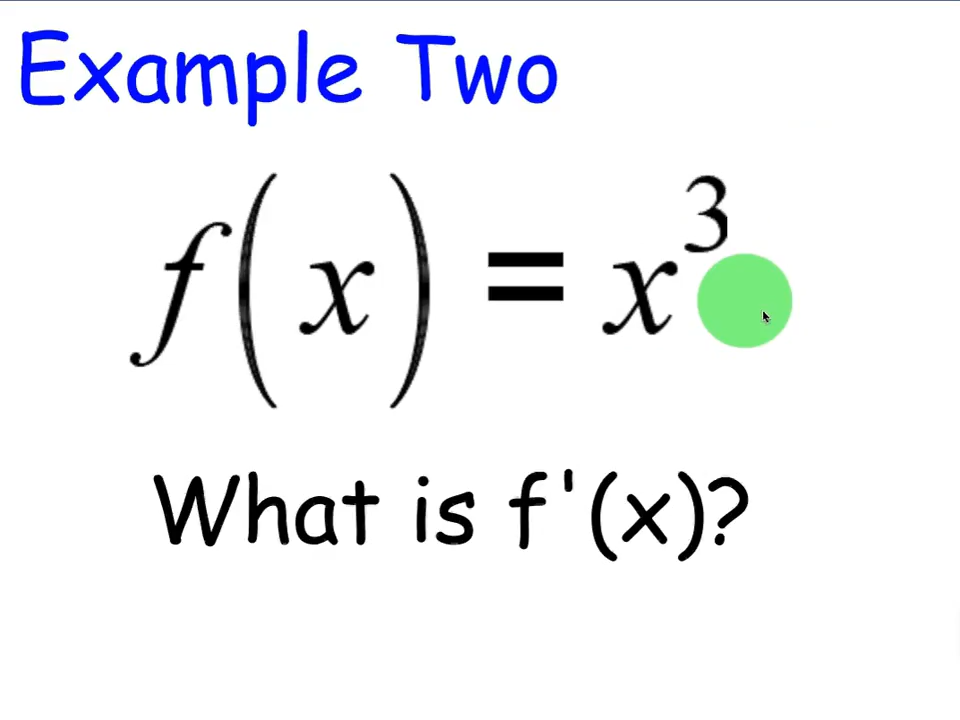 Example Two
f(x) = x³
What is f'(x)?